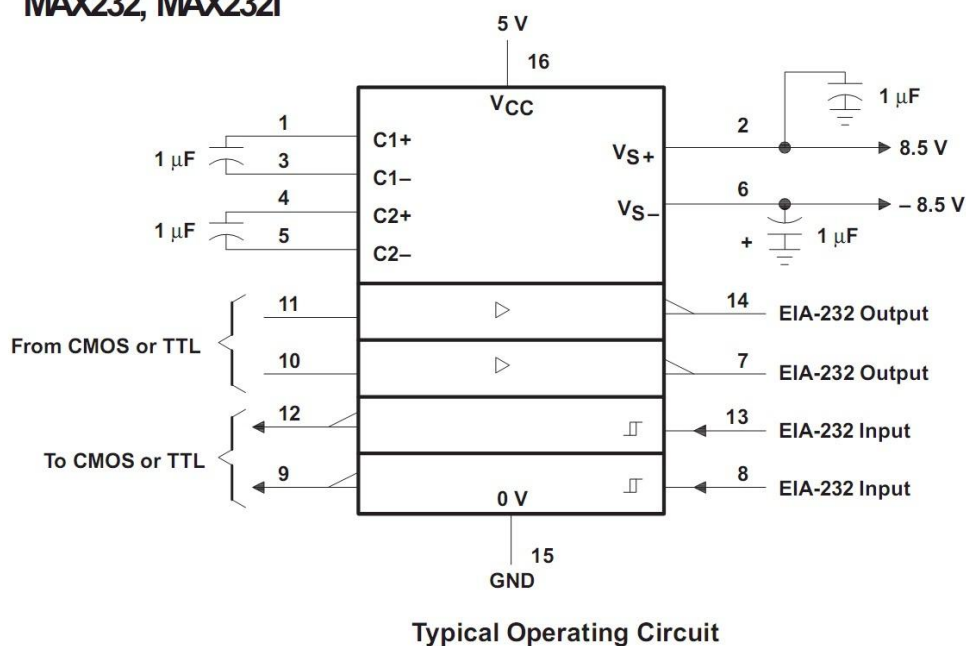 MAX232, MAX232I
5 V
16
VCC
1
C1+
1 μF
3
C1–
4
C2+
1 μF
5
C2–
2
VS+
1 μF
8.5 V
6
VS–
– 8.5 V
+
1 μF
11
14
EIA-232 Output
From CMOS or TTL
10
7
EIA-232 Output
12
13
EIA-232 Input
To CMOS or TTL
9
8
EIA-232 Input
0 V
15
GND
Typical Operating Circuit